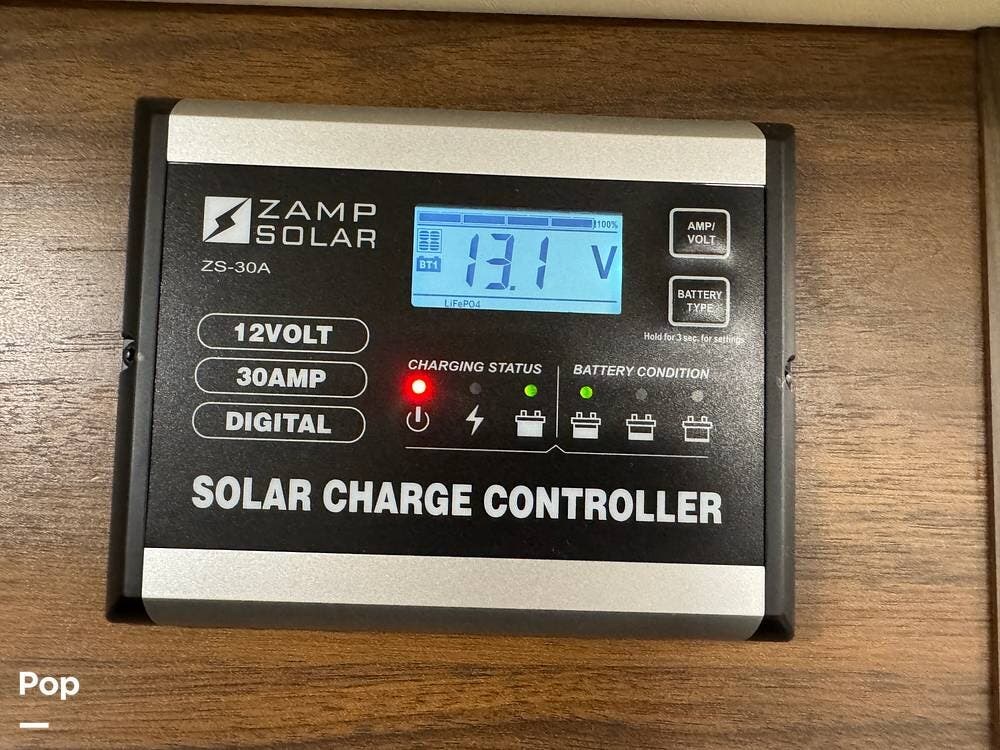 ZAMP
SOLAR
ZS-30A
100%
BT1
13.1 V
LiFePO4
AMP/
VOLT
BATTERY
TYPE
Hold for 3 sec. for settings
12VOLT
30AMP
DIGITAL
CHARGING STATUS
BATTERY CONDITION
SOLAR CHARGE CONTROLLER
Pop